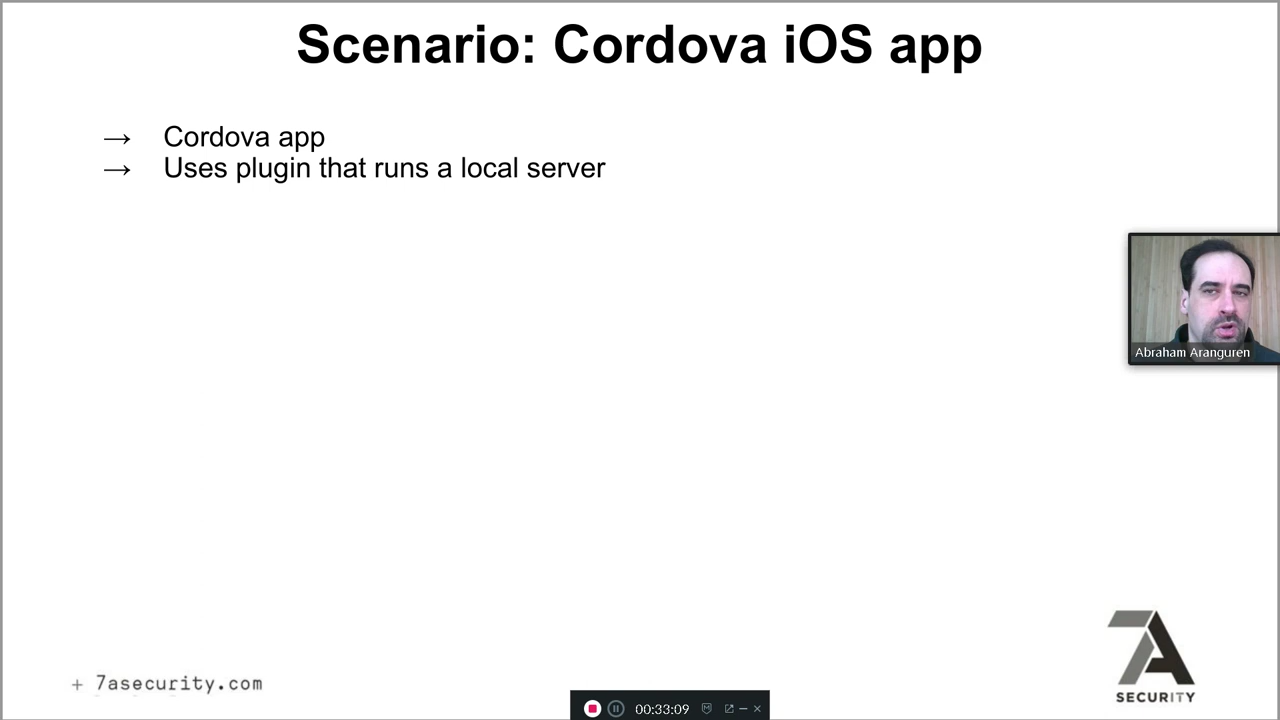 Scenario: Cordova iOS app
→ Cordova app
→ Uses plugin that runs a local server
Abraham Aranguren
7A
SECURITY
+ 7asecurity.com
00:33:09